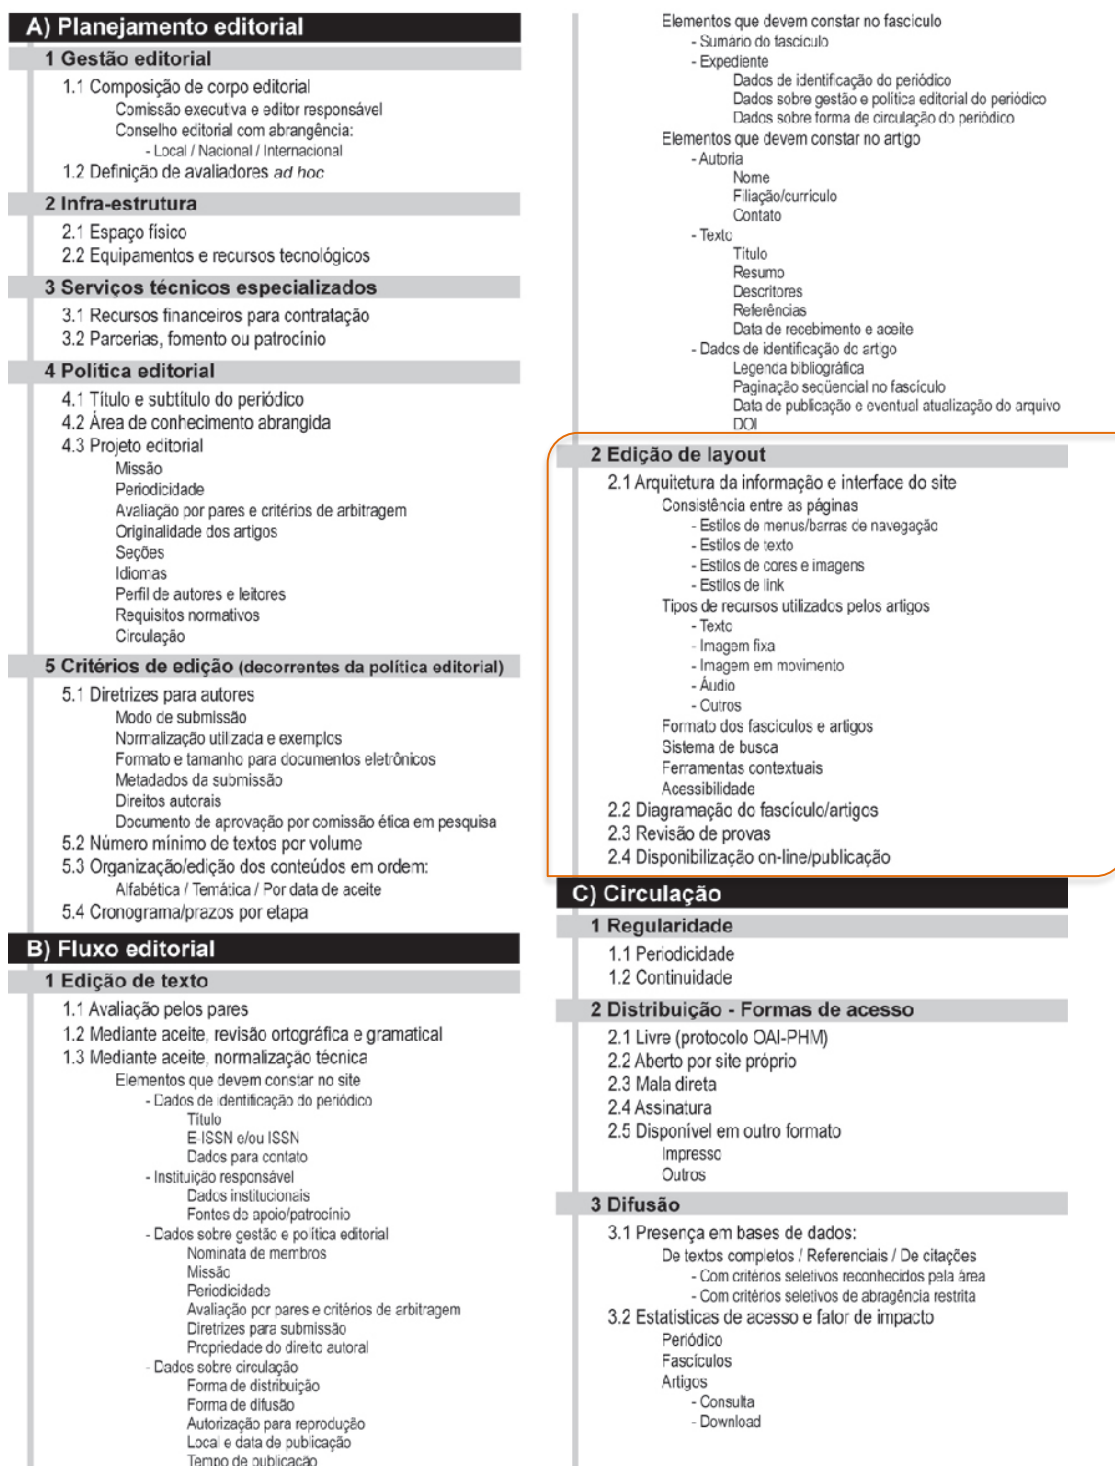 A) Planejamento editorial
1 Gestão editorial
1.1 Composição de corpo editorial
Comissão executiva e editor responsável
Conselho editorial com abrangência:
- Local / Nacional / Internacional
1.2 Definição de avaliadores ad hoc
2 Infra-estrutura
2.1 Espaço físico
2.2 Equipamentos e recursos tecnológicos
3 Serviços técnicos especializados
3.1 Recursos financeiros para contratação
3.2 Parcerias, fomento ou patrocínio
4 Política editorial
4.1 Título e subtítulo do periódico
4.2 Área de conhecimento abrangida
4.3 Projeto editorial
Missão
Periodicidade
Avaliação por pares e critérios de arbitragem
Originalidade dos artigos
Seções
Idiomas
Perfil de autores e leitores
Requisitos normativos
Circulação
5 Critérios de edição (decorrentes da política editorial)
5.1 Diretrizes para autores
Modo de submissão
Normalização utilizada e exemplos
Formato e tamanho para documentos eletrônicos
Metadados da submissão
Direitos autorais
Documento de aprovação por comissão ética em pesquisa
5.2 Número mínimo de textos por volume
5.3 Organização/edição dos conteúdos em ordem:
Alfabética / Temática / Por data de aceite
5.4 Cronograma/prazos por etapa
B) Fluxo editorial
1 Edição de texto
1.1 Avaliação pelos pares
1.2 Mediante aceite, revisão ortográfica e gramatical
1.3 Mediante aceite, normalização técnica
Elementos que devem constar no site
- Dados de identificação do periódico
Título
E-ISSN e/ou ISSN
Dados para contato
- Instituição responsável
Dados institucionais
Fontes de apoio/patrocínio
- Dados sobre gestão e política editorial
Nominata de membros
Missão
Periodicidade
Avaliação por pares e critérios de arbitragem
Diretrizes para submissão
Propriedade do direito autoral
- Dados sobre circulação
Forma de distribuição
Forma de difusão
Autorização para reprodução
Local e data de publicação
Tempo de publicação
Elementos que devem constar no fascículo
- Sumário do fascículo
- Expediente
Dados de identificação do periódico
Dados sobre gestão e política editorial do periódico
Dados sobre forma de circulação do periódico
Elementos que devem constar no artigo
- Autoria
Nome
Filiação/currículo
Contato
- Texto
Título
Resumo
Descritores
Referências
Data de recebimento e aceite
- Dados de identificação do artigo
Legenda bibliográfica
Paginação seqüencial no fascículo
Data de publicação e eventual atualização do arquivo
DOI
2 Edição de layout
2.1 Arquitetura da informação e interface do site
Consistência entre as páginas
- Estilos de menus/barras de navegação
- Estilos de texto
- Estilos de cores e imagens
- Estilos de link
Tipos de recursos utilizados pelos artigos
- Texto
- Imagem fixa
- Imagem em movimento
- Áudio
- Outros
Formato dos fascículos e artigos
Sistema de busca
Ferramentas contextuais
Acessibilidade
2.2 Diagramação do fascículo/artigos
2.3 Revisão de provas
2.4 Disponibilização on-line/publicação
C) Circulação
1 Regularidade
1.1 Periodicidade
1.2 Continuidade
2 Distribuição - Formas de acesso
2.1 Livre (protocolo OAI-PHM)
2.2 Aberto por site próprio
2.3 Mala direta
2.4 Assinatura
2.5 Disponível em outro formato
Impresso
Outros
3 Difusão
3.1 Presença em bases de dados:
De textos completos / Referenciais / De citações
- Com critérios seletivos reconhecidos pela área
- Com critérios seletivos de abragência restrita
3.2 Estatísticas de acesso e fator de impacto
Periódico
Fascículos
Artigos
- Consulta
- Download